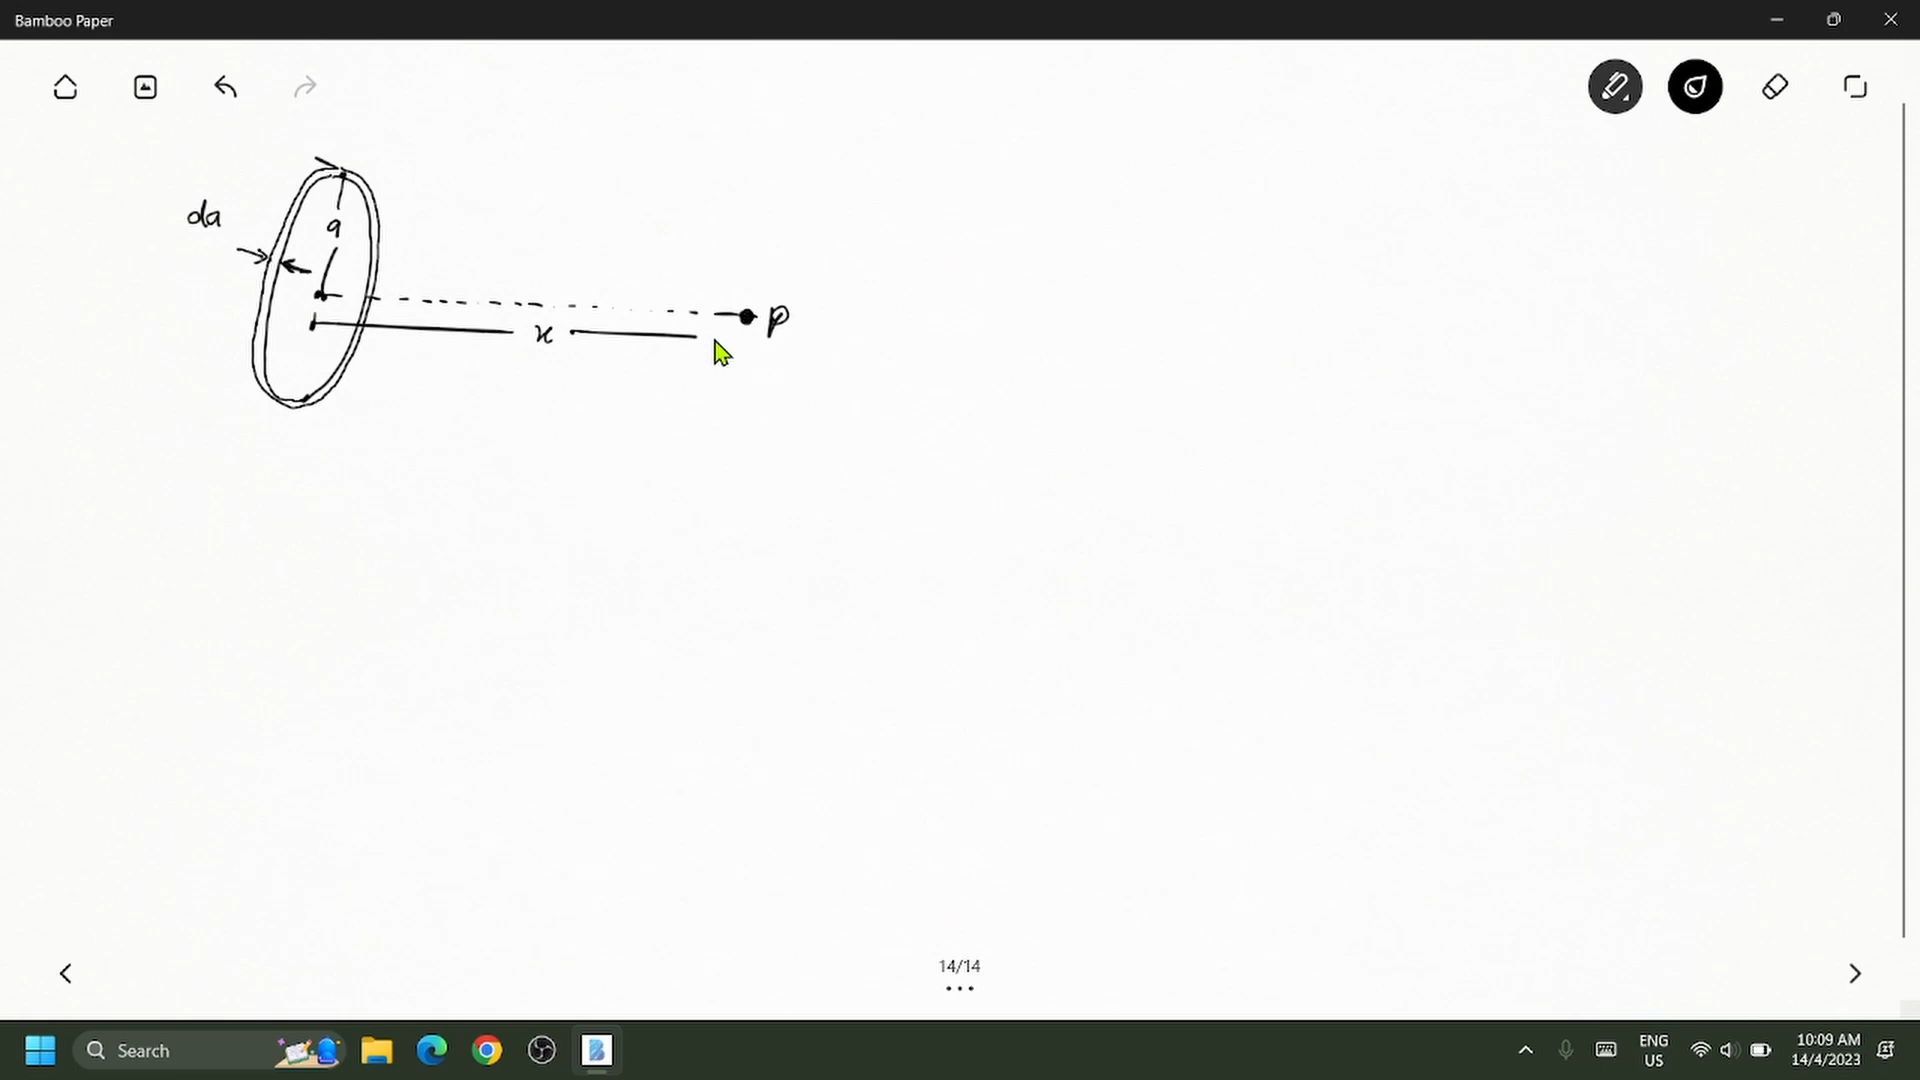 Bamboo Paper
da
a
x
P
14/14
Search
ENG
US
10:09 AM
14/4/2023